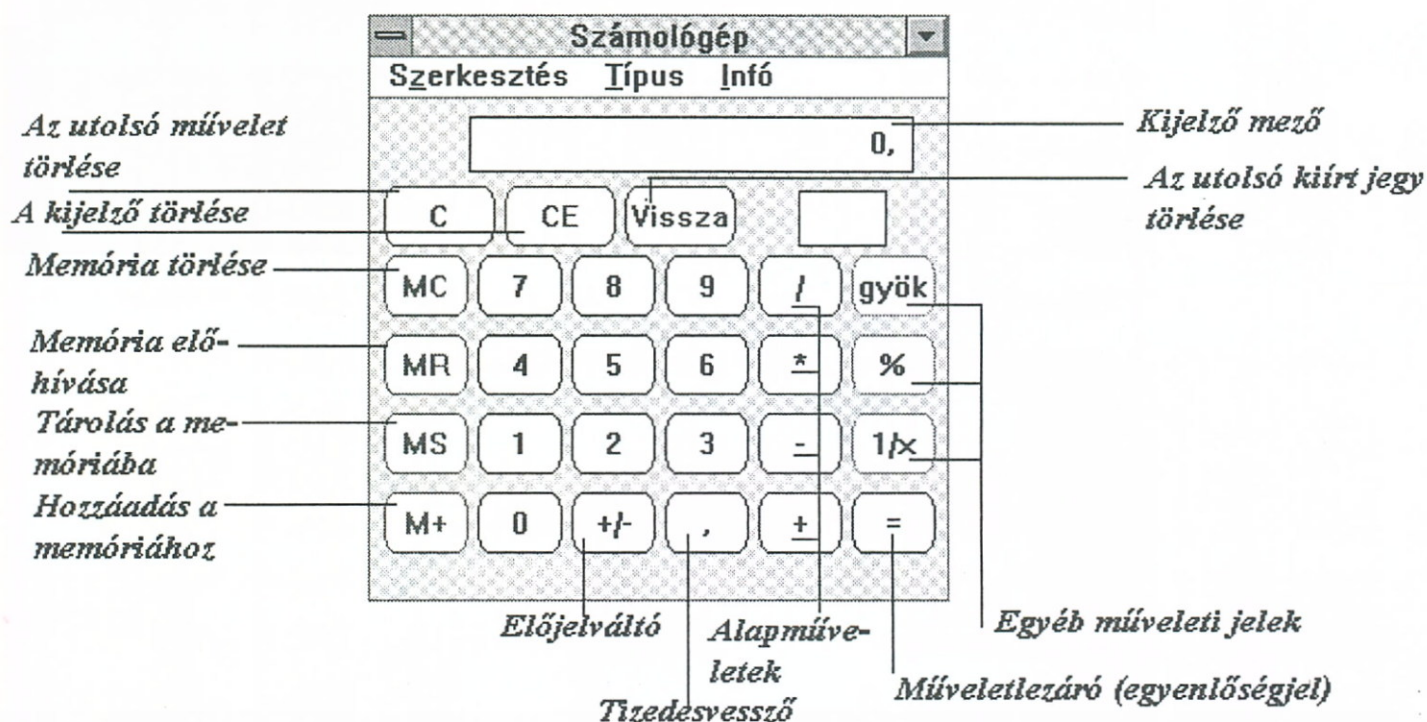 Számológép
Szerkesztés Típus Infó
Az utolsó művelet
törlése
0,
Kijelző mező
Az utolsó kiírt jegy
törlése
A kijelző törlése
C CE Vissza
Memória törlése
MC 7 8 9 / gyök
Memória elő-
hívása
MR 4 5 6 * %
Tárolás a me-
móriába
MS 1 2 3 - 1/x
Hozzáadás a
memóriához
M+ 0 +/- , + =
Előjelváltó
Alapműve-
letek
Egyéb műveleti jelek
Műveletlezáró (egyenlőségjel)
Tizedesvessző